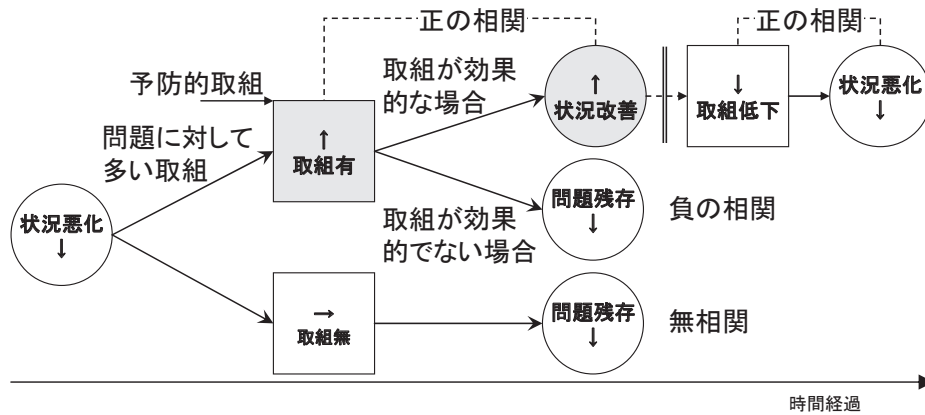 正の相関
正の相関
予防的取組
取組が効果
的な場合
↑
状況改善
↓
取組低下
状況悪化
↓
問題に対して
多い取組
↑
取組有
状況悪化
↓
取組が効果
的でない場合
問題残存
↓
負の相関
→
取組無
問題残存
↓
無相関
時間経過